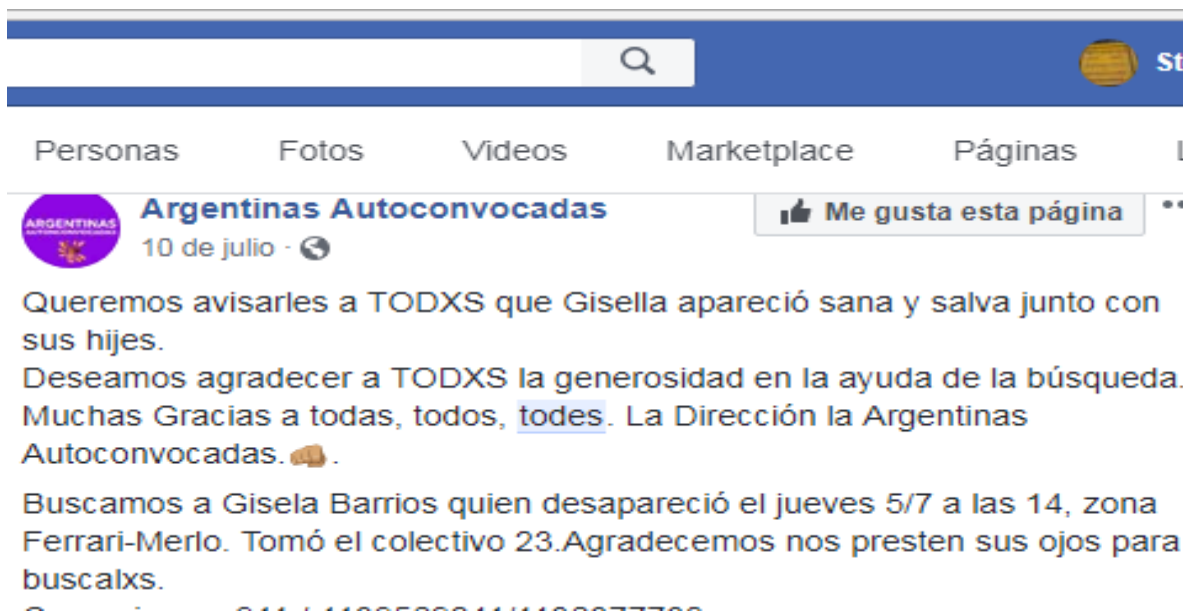 St
Personas Fotos Videos Marketplace Páginas
ARGENTINAS
AUTOCONVOCADAS
Argentinas Autoconvocadas
Me gusta esta página
10 de julio
Queremos avisarles a TODXS que Gisella apareció sana y salva junto con
sus hijes.
Deseamos agradecer a TODXS la generosidad en la ayuda de la búsqueda.
Muchas Gracias a todas, todos, todes. La Dirección la Argentinas
Autoconvocadas. 👊🏽.
Buscamos a Gisela Barrios quien desapareció el jueves 5/7 a las 14, zona
Ferrari-Merlo. Tomó el colectivo 23.Agradecemos nos presten sus ojos para
buscalxs.